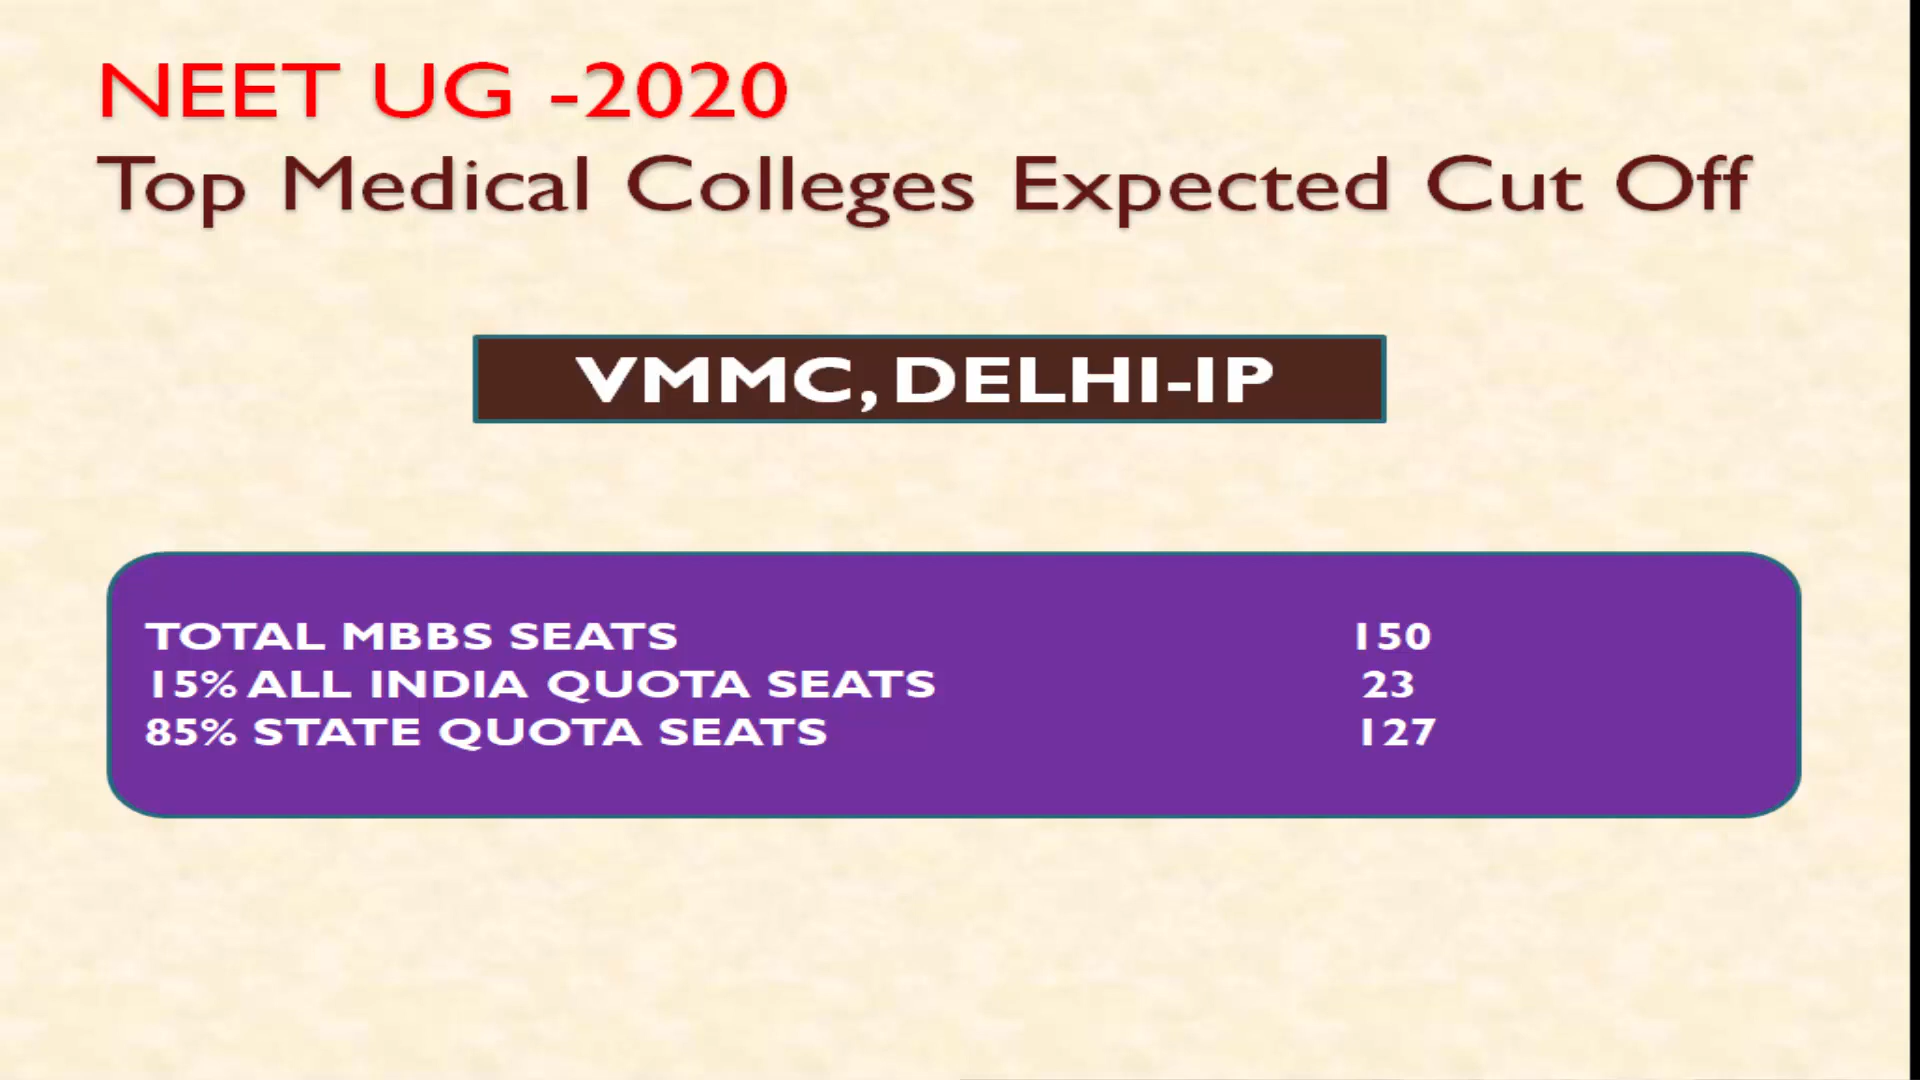 NEET UG -2020
Top Medical Colleges Expected Cut Off
VMMC, DELHI-IP
TOTAL MBBS SEATS 150
15% ALL INDIA QUOTA SEATS 23
85% STATE QUOTA SEATS 127